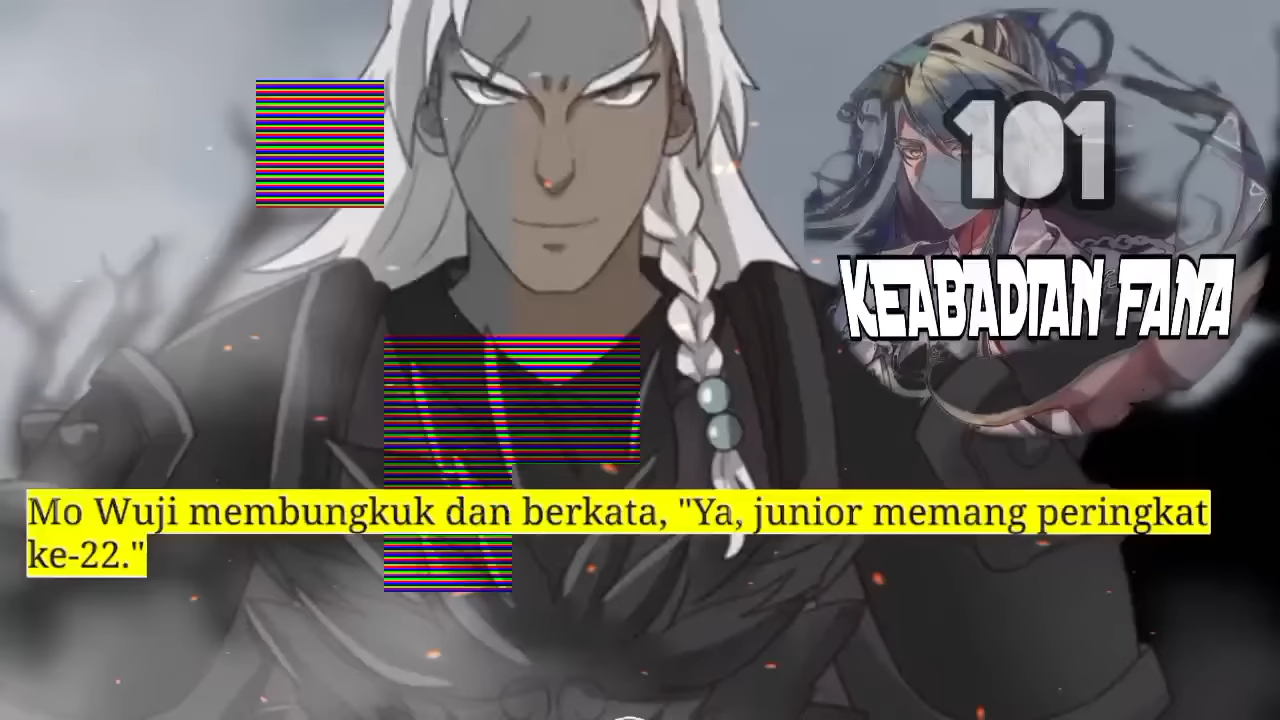 101
KEABADIAN FANA
Mo Wuji membungkuk dan berkata, "Ya, junior memang peringkat
ke-22."